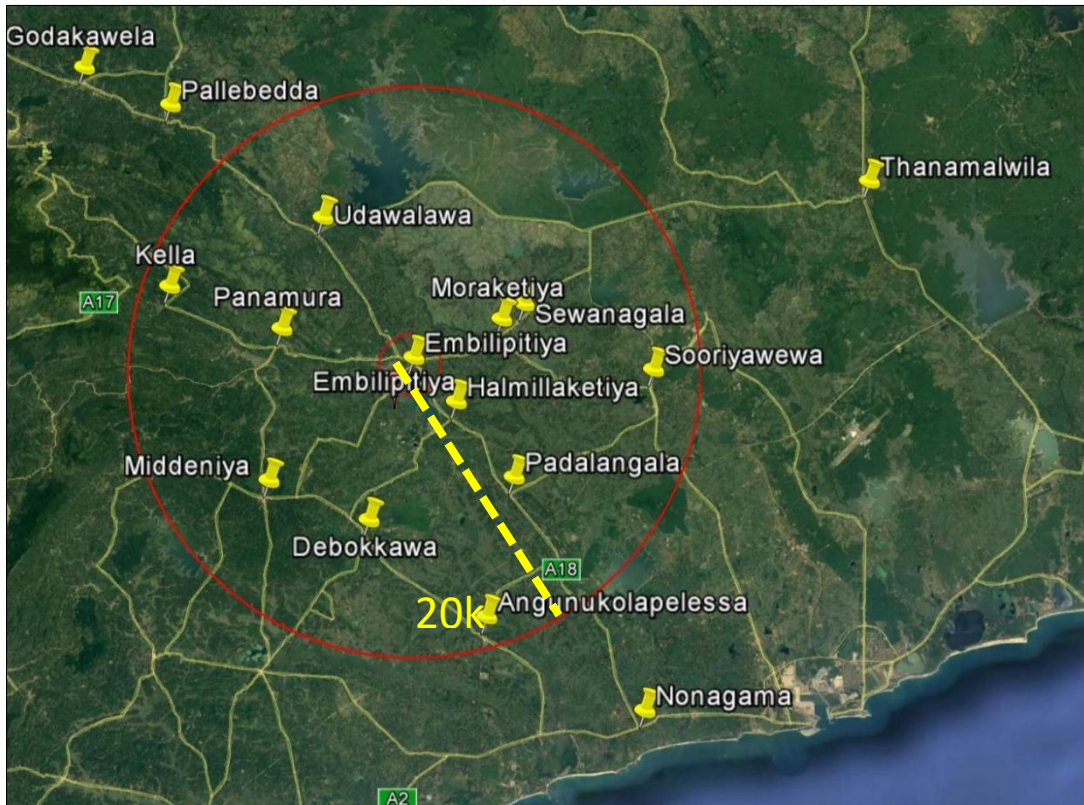 Godakawela
Pallebedda
Thanamalwila
Udawalawa
Kella
A17
Panamura
Moraketiya
Sewanagala
Embilipitiya
Sooriyawewa
Embilipitiya
Halmillaketiya
Middeniya
Padalangala
Debokkawa
A18
20k
Angunukolapelessa
Nonagama
A2